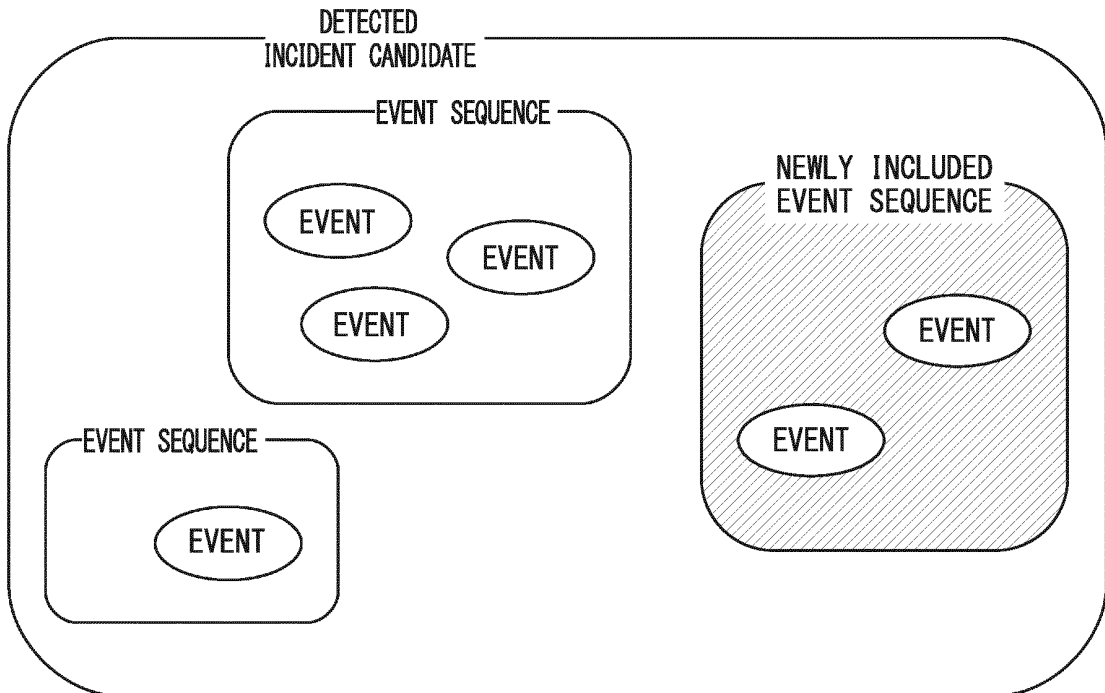 DETECTED
INCIDENT CANDIDATE
EVENT SEQUENCE
EVENT
EVENT
EVENT
NEWLY INCLUDED
EVENT SEQUENCE
EVENT
EVENT
EVENT SEQUENCE
EVENT